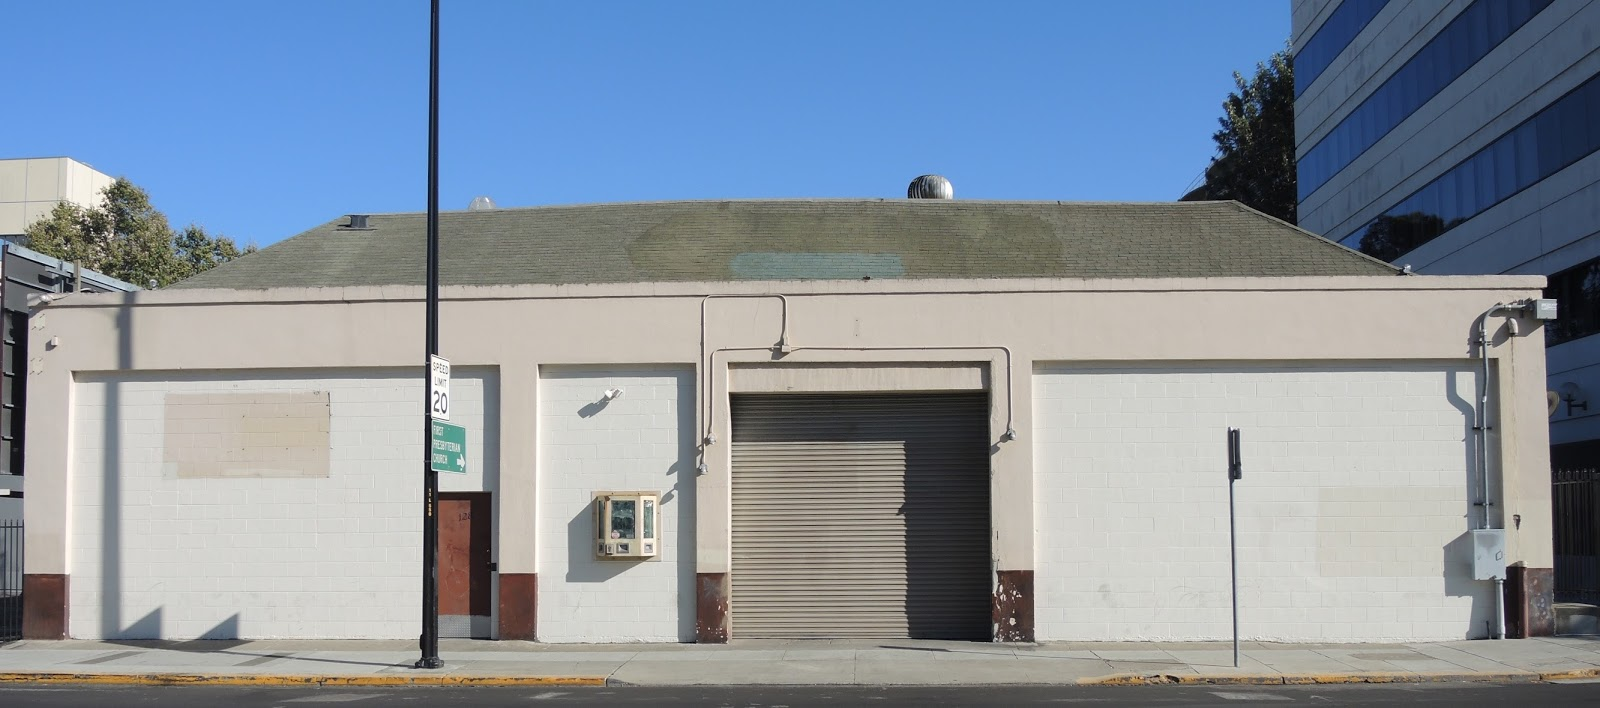 SPEED
LIMIT
20
FIRST
PRESBYTERIAN
CHURCH